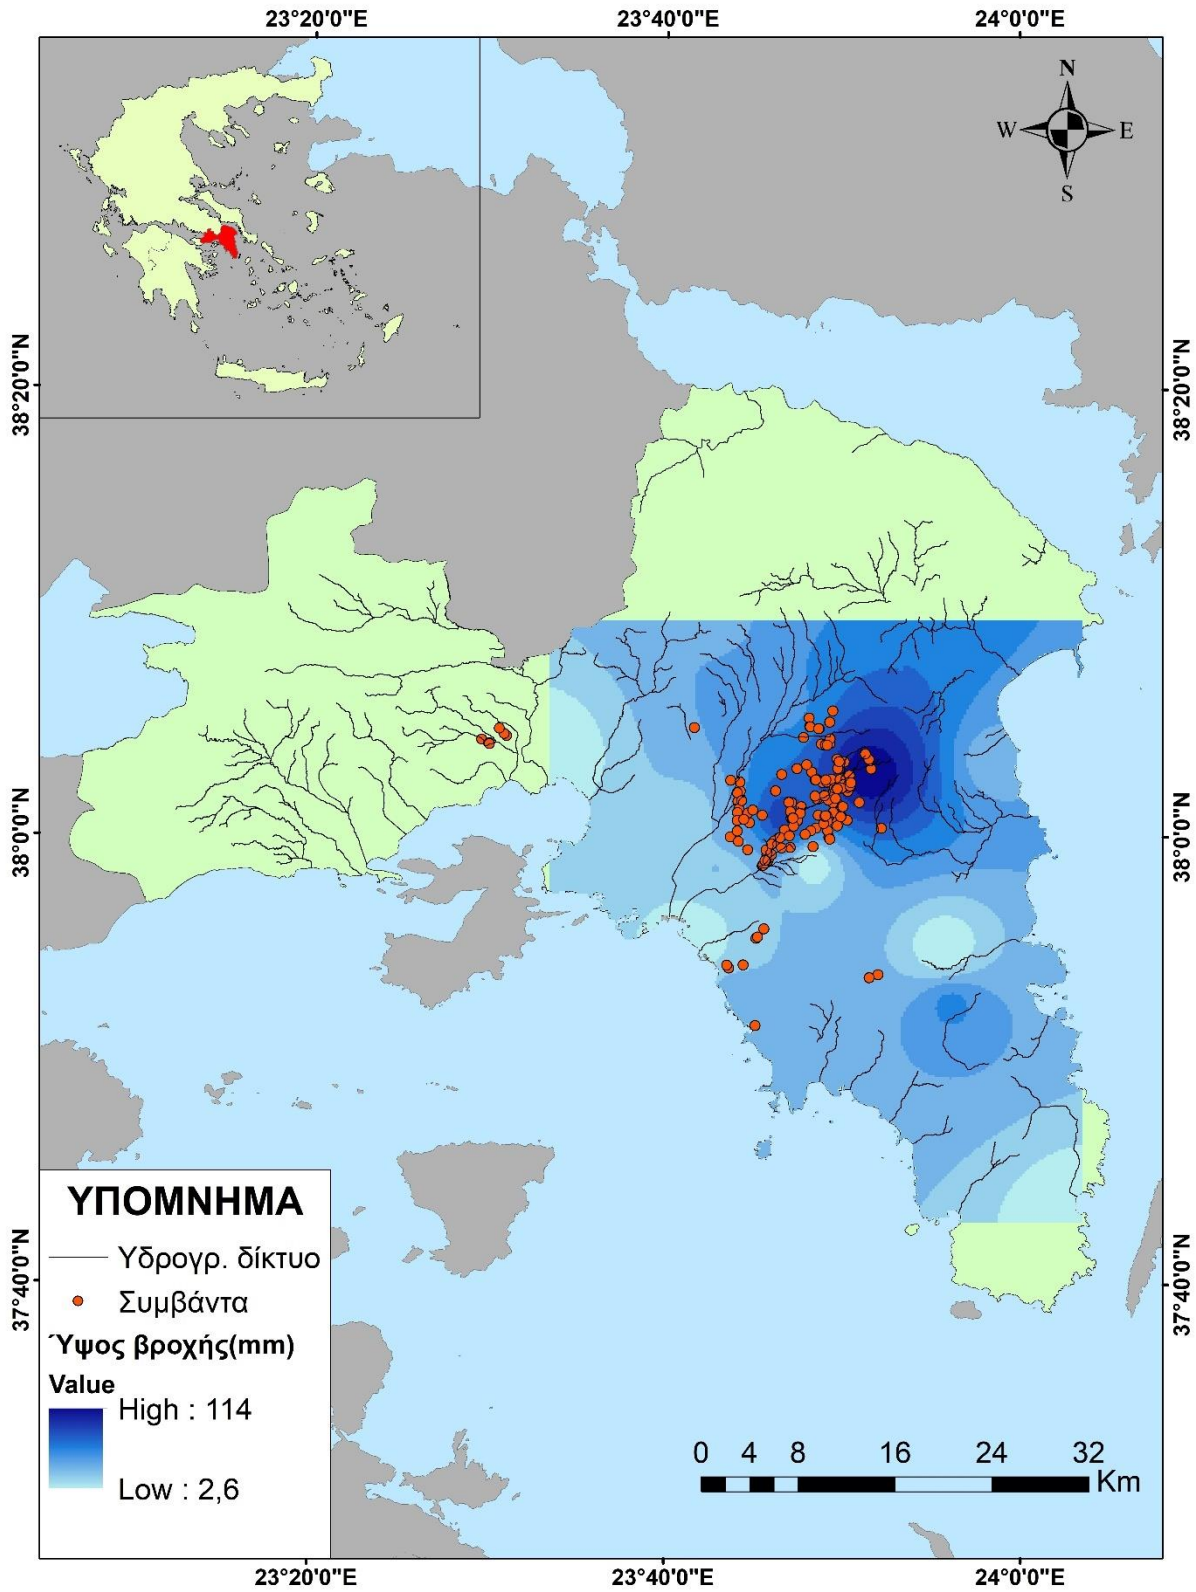 23°20'0"E 23°40'0"E 24°0'0"E
N
W E
S
38°20'0"N 38°20'0"N
38°0'0"N 38°0'0"N
37°40'0"N 37°40'0"N
ΥΠΟΜΝΗΜΑ
Υδρογρ. δίκτυο
Συμβάντα
Ύψος βροχής(mm)
Value
High : 114
Low : 2,6
0 4 8 16 24 32
Km
23°20'0"E 23°40'0"E 24°0'0"E